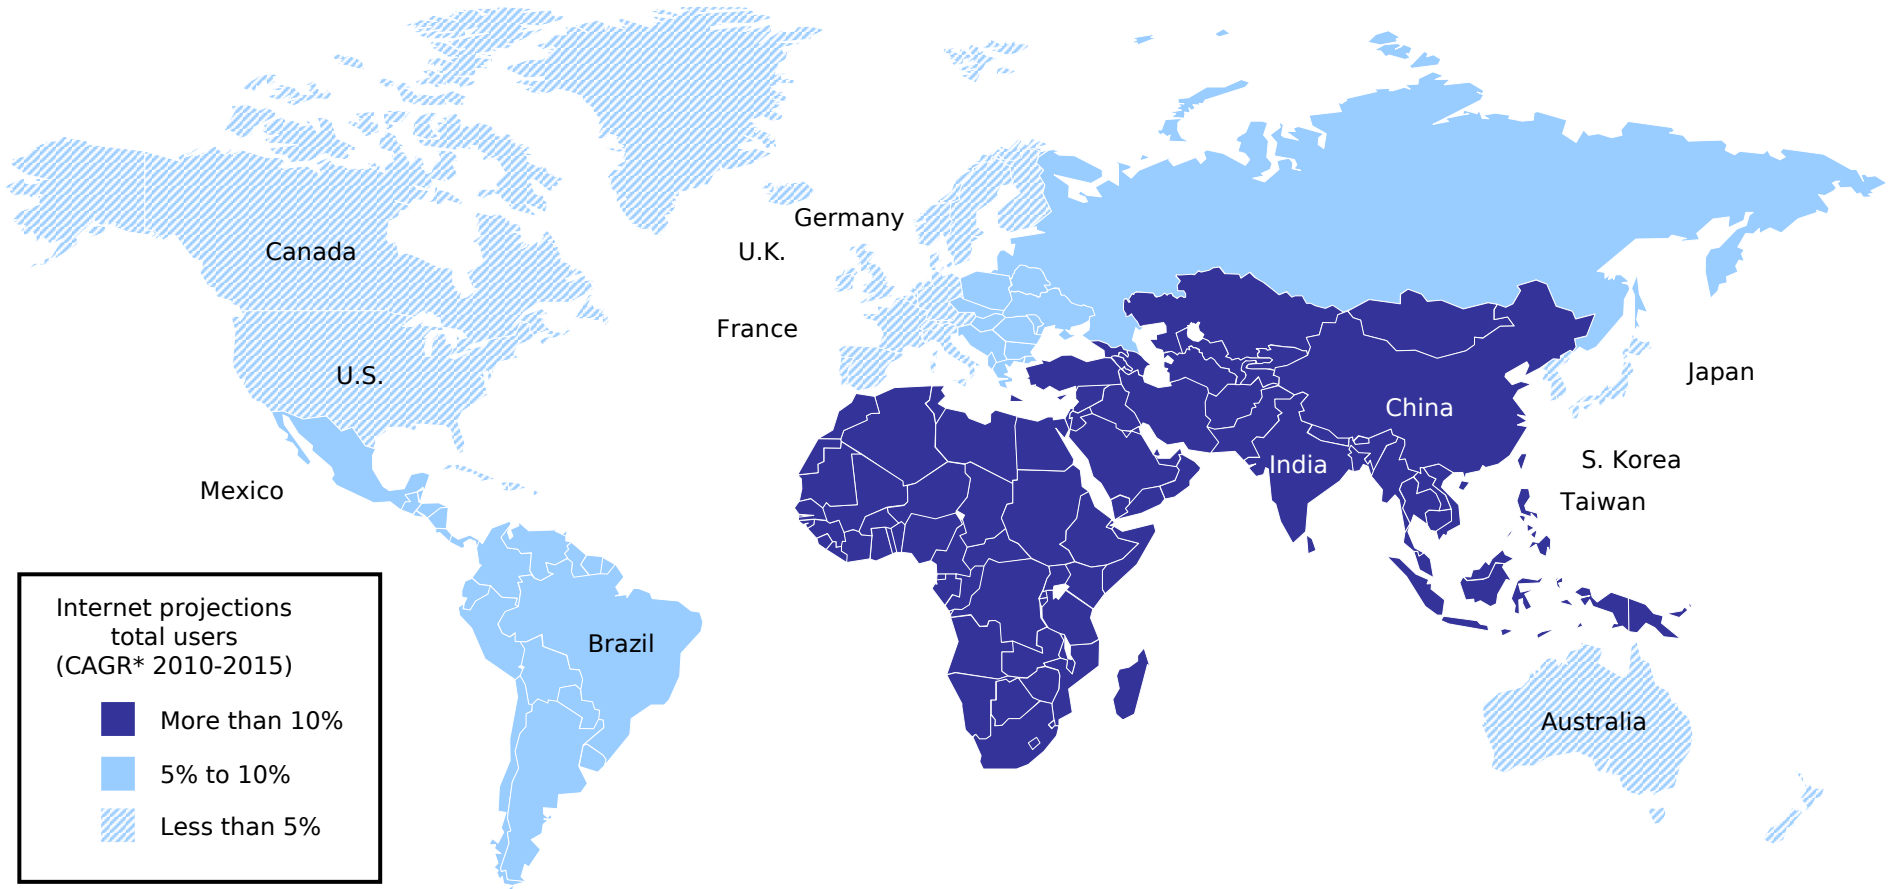 Germany
Canada
U.K.
France
U.S.
Japan
China
India
S. Korea
Mexico
Taiwan
Brazil
Australia
Internet projections
total users
(CAGR* 2010-2015)
More than 10%
5% to 10%
Less than 5%